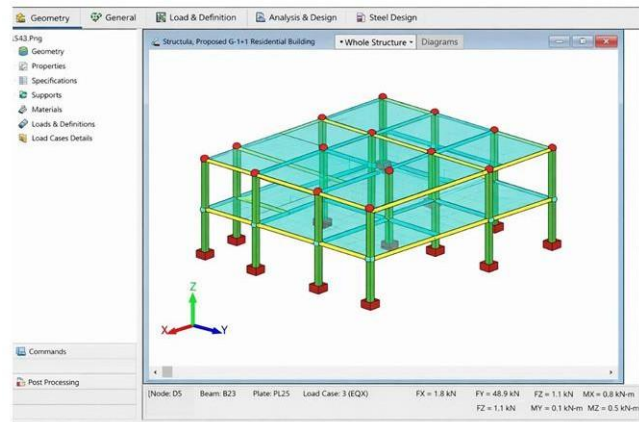 Geometry
General
Load & Definition
Analysis & Design
Steel Design
.543.Png
Geometry
Properties
Specifications
Supports
Materials
Loads & Definitions
Load Cases Details
Structula, Proposed G-1+1 Residential Building
• Whole Structure
Diagrams
Z
X
Y
Commands
Post Processing
[Node: D5 Beam: B23 Plate: PL25 Load Case: 3 (EQX) FX = 1.8 kN FY = 48.9 kN FZ = 1.1 kN MX = 0.8 kN-m
FZ = 1.1 kN MY = 0.1 kN-m MZ = 0.5 kN-m